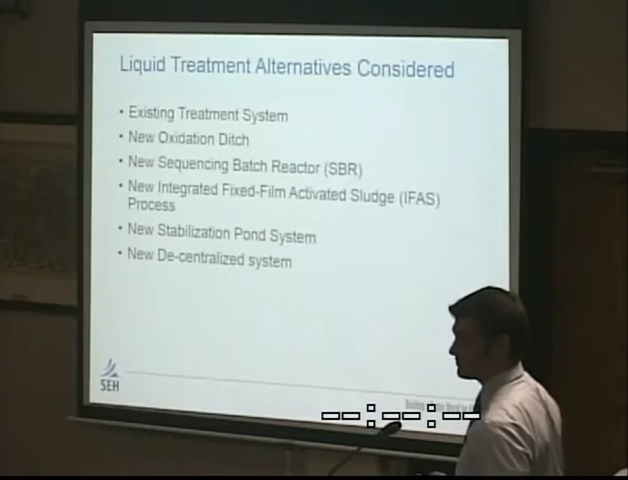 Liquid Treatment Alternatives Considered
• Existing Treatment System
• New Oxidation Ditch
• New Sequencing Batch Reactor (SBR)
• New Integrated Fixed-Film Activated Sludge (IFAS)
Process
• New Stabilization Pond System
• New De-centralized system
SEH
--:--:--